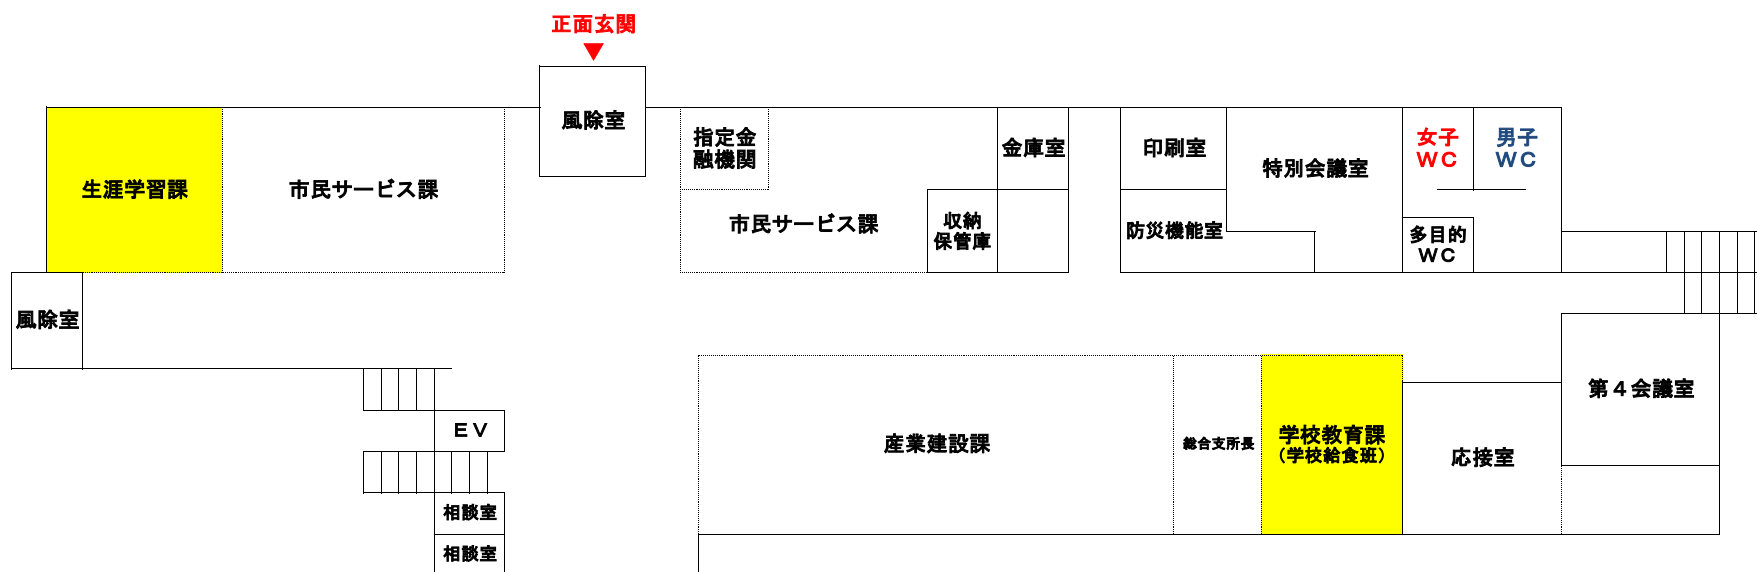 正面玄関
風除室
生涯学習課
市民サービス課
指定金
融機関
市民サービス課
収納
保管庫
金庫室
印刷室
防災機能室
特別会議室
女子
ＷＣ
男子
ＷＣ
多目的
ＷＣ
風除室
ＥＶ
相談室
相談室
産業建設課
総合支所長
学校教育課
（学校給食班）
応接室
第４会議室